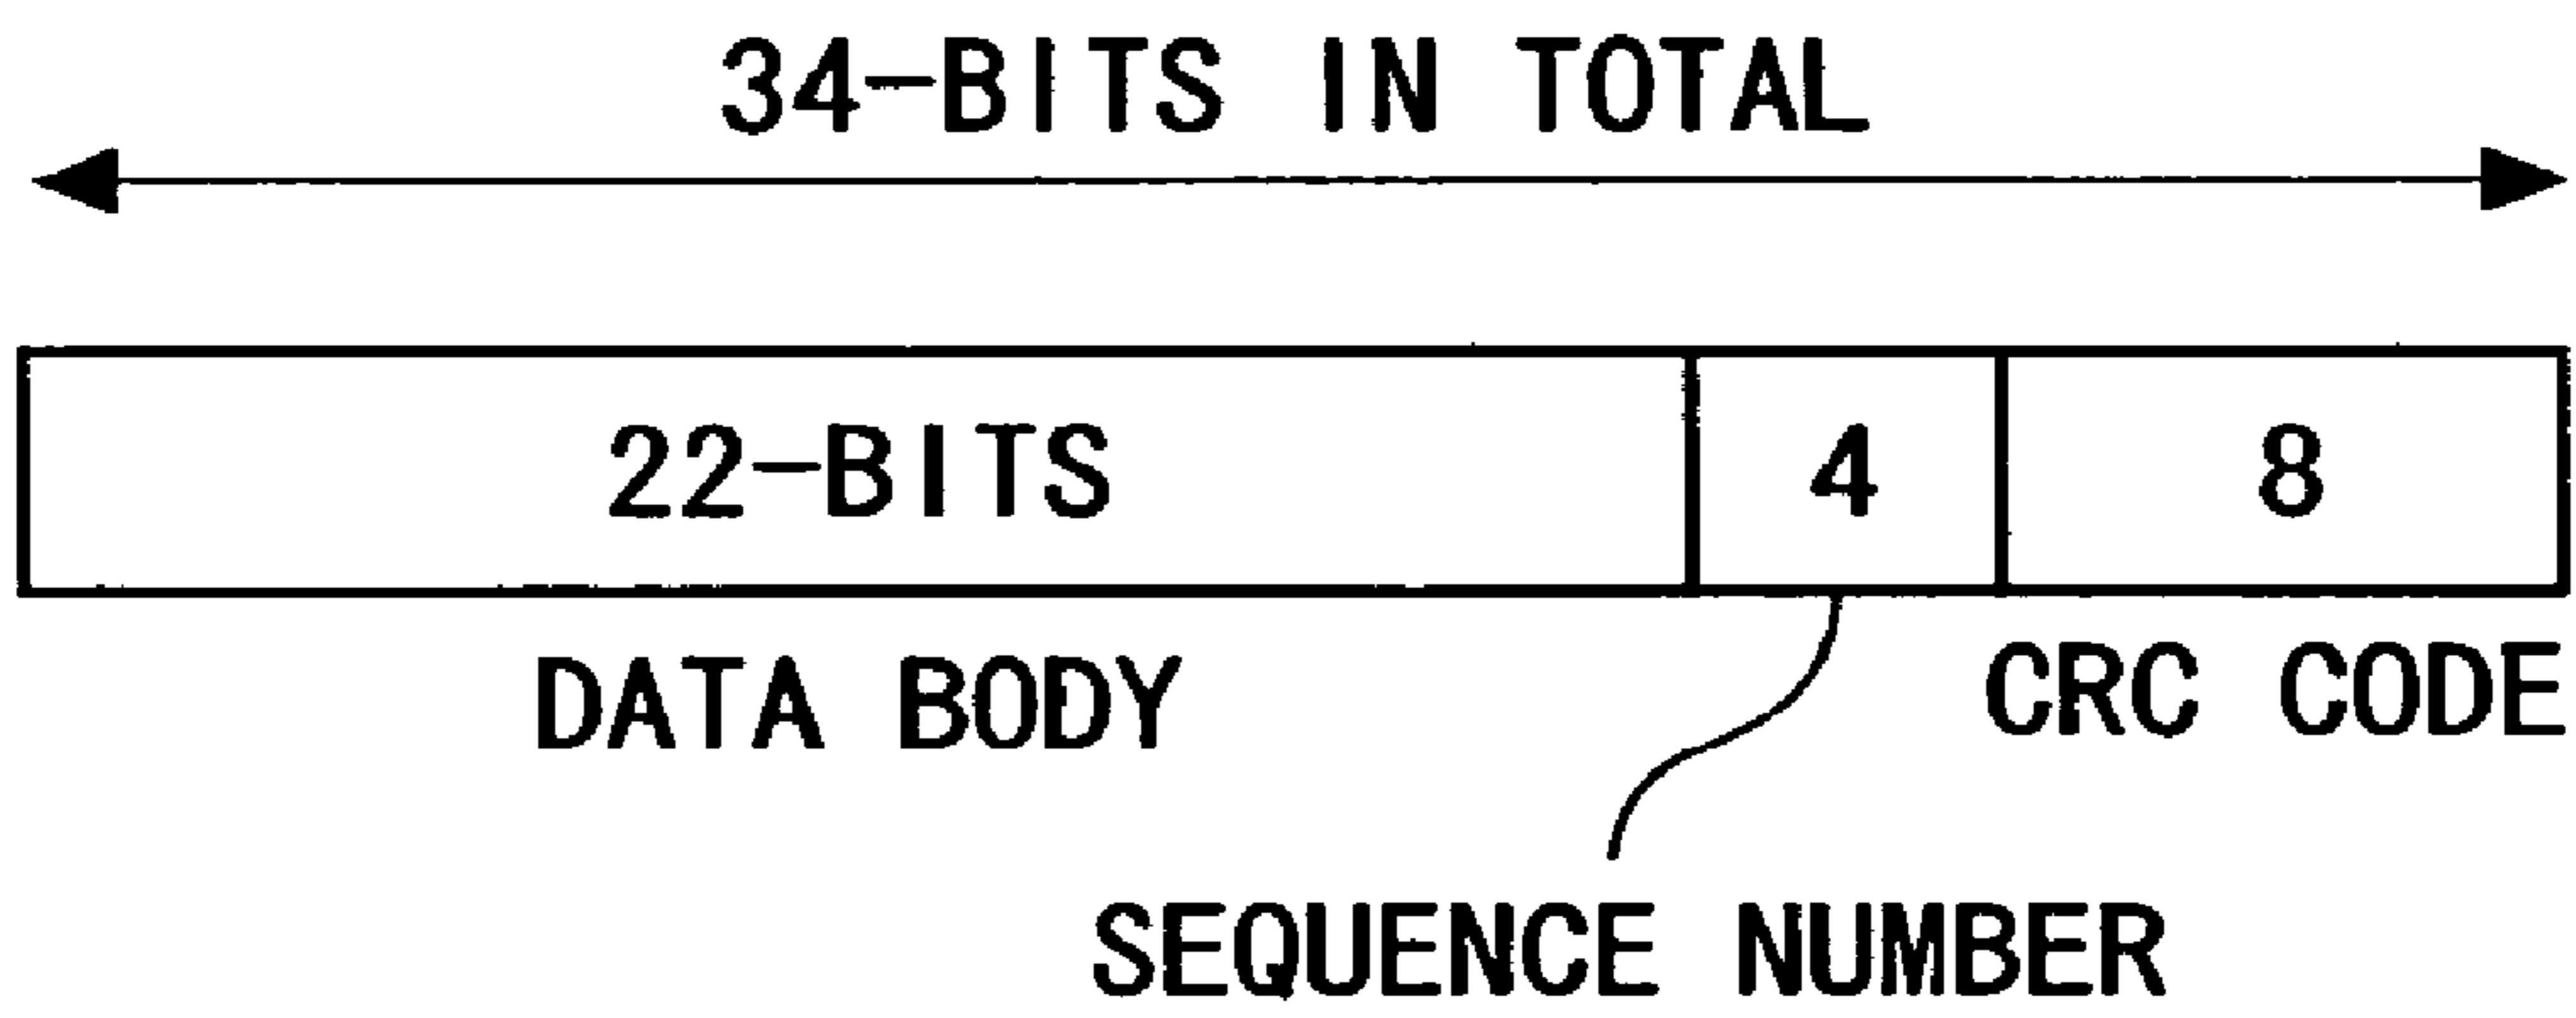 34-BITS IN TOTAL
22-BITS 4 8
DATA BODY CRC CODE
SEQUENCE NUMBER